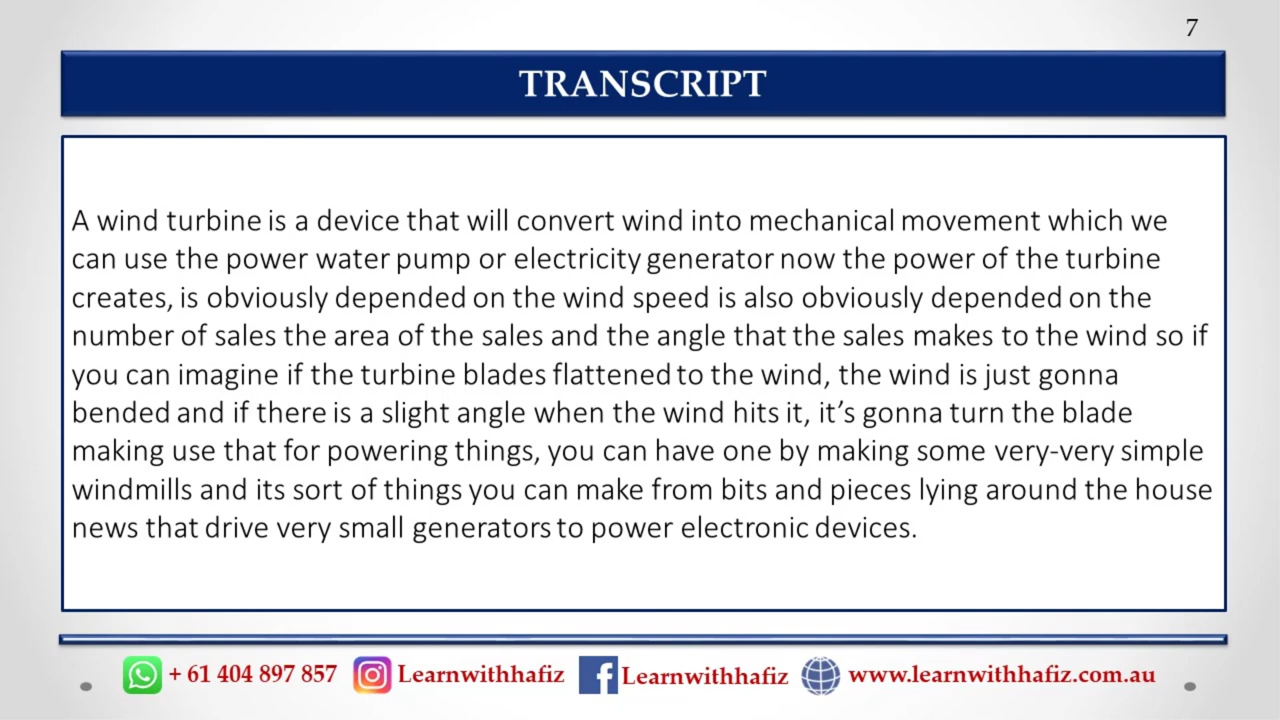 7
TRANSCRIPT
A wind turbine is a device that will convert wind into mechanical movement which we
can use the power water pump or electricity generator now the power of the turbine
creates, is obviously depended on the wind speed is also obviously depended on the
number of sales the area of the sales and the angle that the sales makes to the wind so if
you can imagine if the turbine blades flattened to the wind, the wind is just gonna
bended and if there is a slight angle when the wind hits it, it’s gonna turn the blade
making use that for powering things, you can have one by making some very-very simple
windmills and its sort of things you can make from bits and pieces lying around the house
news that drive very small generators to power electronic devices.
+ 61 404 897 857 Learnwithhafiz Learnwithhafiz www.learnwithhafiz.com.au